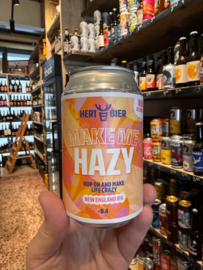 HERT BIER
MAKE ME
HAZY
HOP ON AND MAKE
LIFE CRAZY
NEW ENGLAND IPA